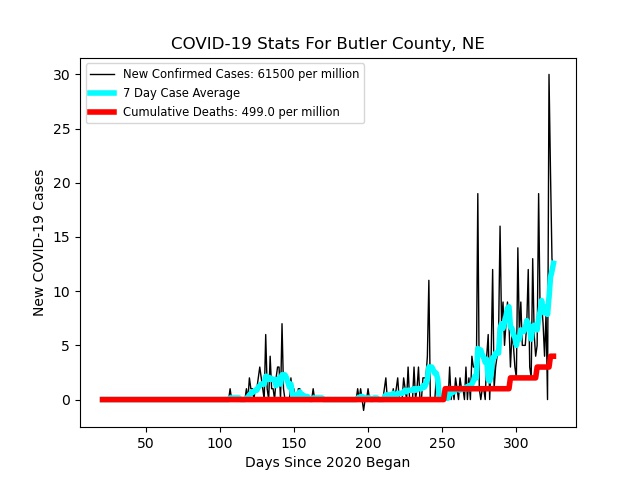 COVID-19 Stats For Butler County, NE
New Confirmed Cases: 61500 per million
7 Day Case Average
Cumulative Deaths: 499.0 per million
New COVID-19 Cases
30
25
20
15
10
5
0
50 100 150 200 250 300
Days Since 2020 Began